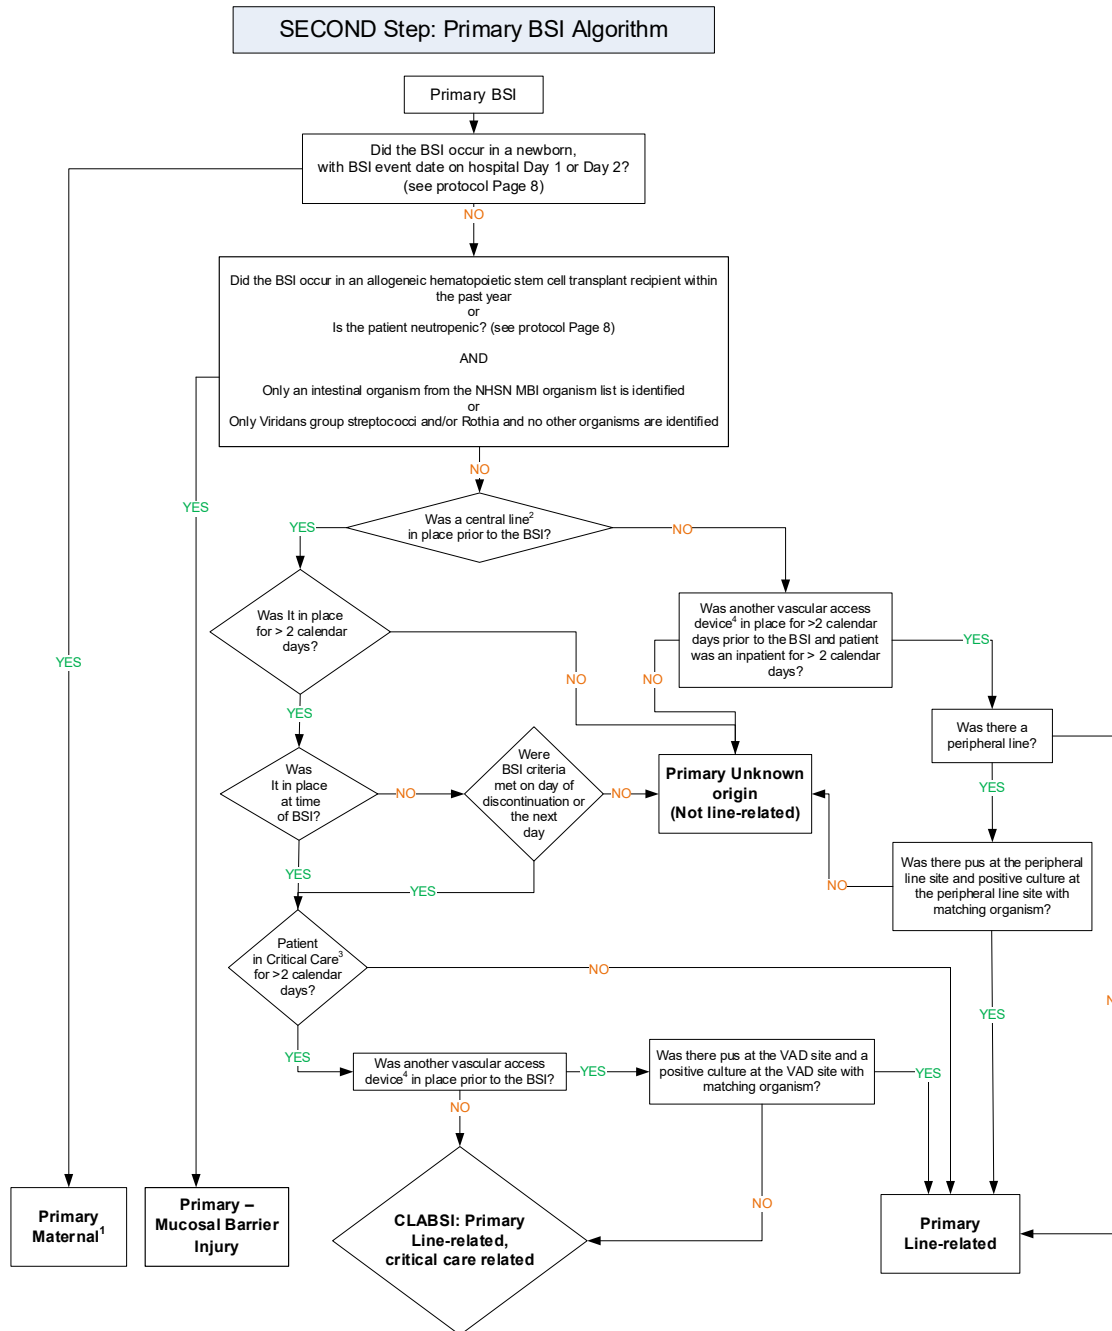 SECOND Step: Primary BSI Algorithm
Primary BSI
Did the BSI occur in a newborn,
with BSI event date on hospital Day 1 or Day 2?
(see protocol Page 8)
NO
Did the BSI occur in an allogeneic hematopoietic stem cell transplant recipient within
the past year
or
Is the patient neutropenic? (see protocol Page 8)
AND
Only an intestinal organism from the NHSN MBI organism list is identified
or
Only Viridans group streptococci and/or Rothia and no other organisms are identified
NO
YES
YES
Was a central line²
in place prior to the BSI?
YES
NO
Was It in place
for > 2 calendar
days?
NO
YES
Was another vascular access
device⁴ in place for >2 calendar
days prior to the BSI and patient
was an inpatient for > 2 calendar
days?
YES
NO
Was there a
peripheral line?
YES
Was
It in place
at time
of BSI?
NO
Were
BSI criteria
met on day of
discontinuation or
the next
day
NO
Primary Unknown
origin
(Not line-related)
YES
YES
Was there pus at the peripheral
line site and positive culture at
the peripheral line site with
matching organism?
NO
YES
Patient
in Critical Care³
for >2 calendar
days?
NO
YES
Was another vascular access
device⁴ in place prior to the BSI?
YES
NO
Was there pus at the VAD site and a
positive culture at the VAD site with
matching organism?
YES
NO
Primary
Maternal¹
Primary –
Mucosal Barrier
Injury
CLABSI: Primary
Line-related,
critical care related
Primary
Line-related